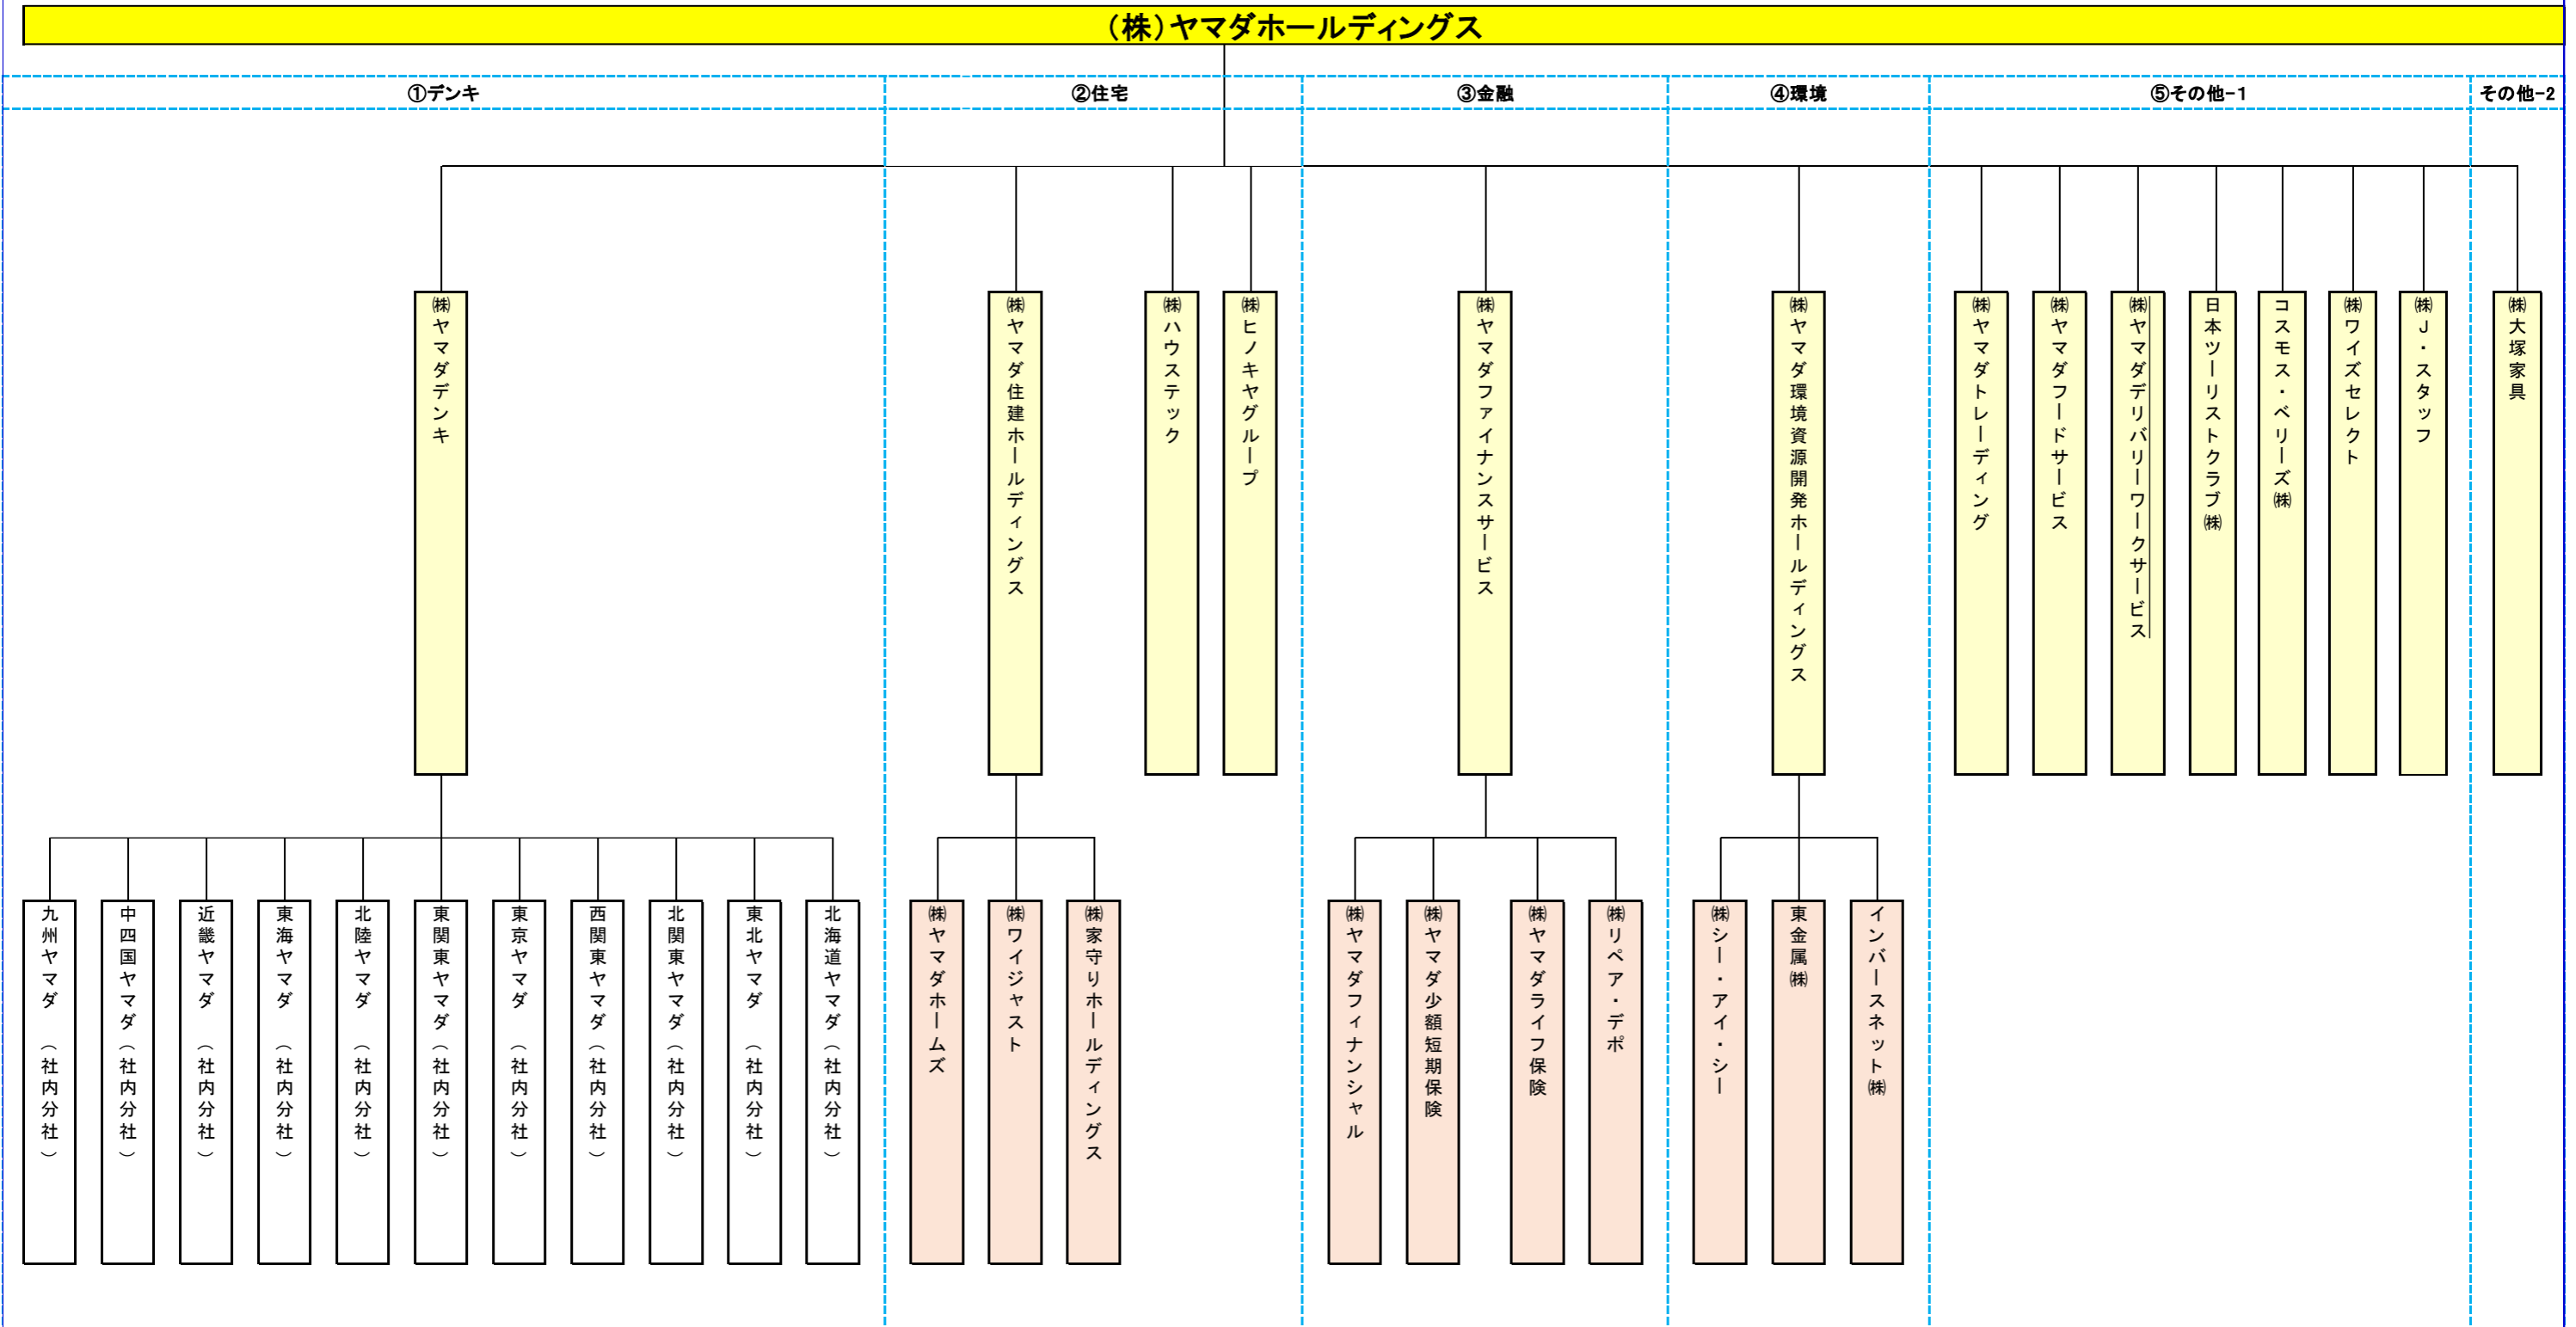 （株）ヤマダホールディングス
①デンキ
②住宅
③金融
④環境
⑤その他-1
その他-2
㈱ヤマダデンキ
㈱ヤマダ住建ホールディングス
㈱ハウステック
㈱ヒノキヤグループ
㈱ヤマダファイナンスサービス
㈱ヤマダ環境資源開発ホールディングス
㈱ヤマダトレーディング
㈱ヤマダフードサービス
㈱ヤマダデリバリーワークサービス
日本ツーリストクラブ㈱
コスモス・ベリーズ㈱
㈱ワイズセレクト
㈱J・スタッフ
㈱大塚家具
九州ヤマダ　（社内分社）
中四国ヤマダ（社内分社）
近畿ヤマダ　（社内分社）
東海ヤマダ　（社内分社）
北陸ヤマダ　（社内分社）
東関東ヤマダ（社内分社）
東京ヤマダ　（社内分社）
西関東ヤマダ（社内分社）
北関東ヤマダ（社内分社）
東北ヤマダ　（社内分社）
北海道ヤマダ（社内分社）
㈱ヤマダホームズ
㈱ワイジャスト
㈱家守りホールディングス
㈱ヤマダフィナンシャル
㈱ヤマダ少額短期保険
㈱ヤマダライフ保険
㈱リペア・デポ
㈱シー・アイ・シー
東金属㈱
インバースネット㈱